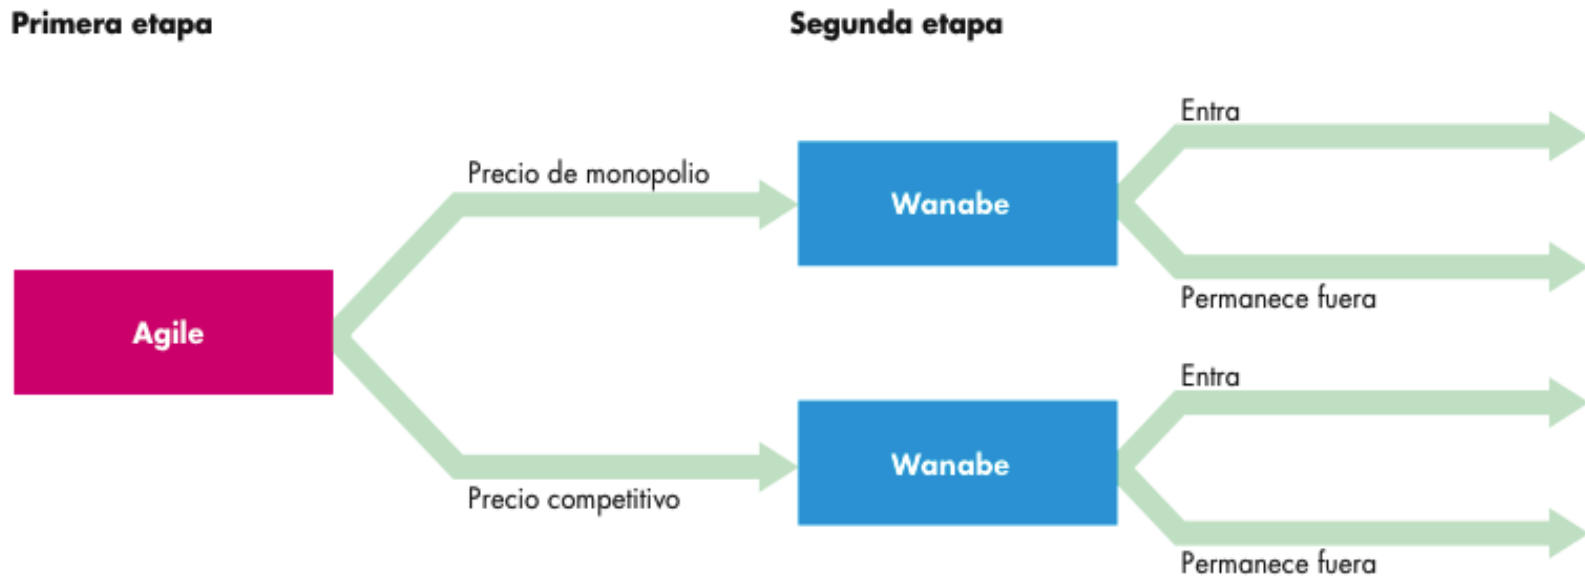 Primera etapa
Segunda etapa
Agile
Precio de monopolio
Precio competitivo
Wanabe
Entra
Permanece fuera
Wanabe
Entra
Permanece fuera